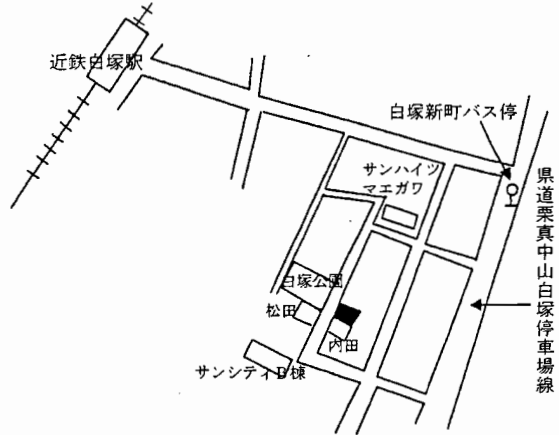 近鉄白塚駅
白塚新町バス停
サンハイツ
マエガワ
県道栗真中山白塚停車場線
白塚公園
松田
内田
サンシティD棟